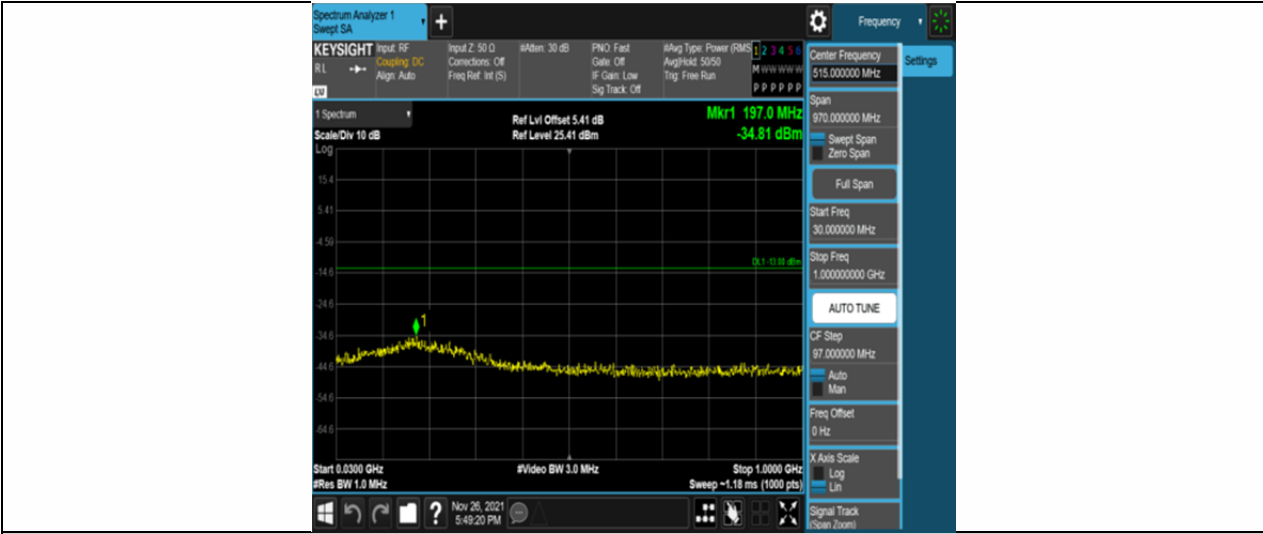 Spectrum Analyzer 1
Swept SA
+
Frequency
KEYSIGHT
RL
LV
Input: RF
Coupling: DC
Align: Auto
Input Z: 50 Ω
Corrections: Off
Freq Ref: Int (S)
#Atten: 30 dB
PNO: Fast
Gate: Off
IF Gain: Low
Sig Track: Off
#Avg Type: Power (RMS
Avg|Hold: 50/50
Trig: Free Run
1 2 3 4 5 6
M W W W W W
P P P P P P
1 Spectrum
Scale/Div 10 dB
Log
Ref Lvl Offset 5.41 dB
Ref Level 25.41 dBm
Mkr1 197.0 MHz
-34.81 dBm
15.4
5.41
-4.59
-14.6
-24.6
-34.6
-44.6
-54.6
-64.6
DL1 -13.00 dBm
1
Start 0.0300 GHz
#Res BW 1.0 MHz
#Video BW 3.0 MHz
Stop 1.0000 GHz
Sweep ~1.18 ms (1000 pts)
Nov 26, 2021
5:49:20 PM
?
Center Frequency
515.000000 MHz
Settings
Span
970.000000 MHz
Swept Span
Zero Span
Full Span
Start Freq
30.000000 MHz
Stop Freq
1.000000000 GHz
AUTO TUNE
CF Step
97.000000 MHz
Auto
Man
Freq Offset
0 Hz
X Axis Scale
Log
Lin
Signal Track
(Span Zoom)